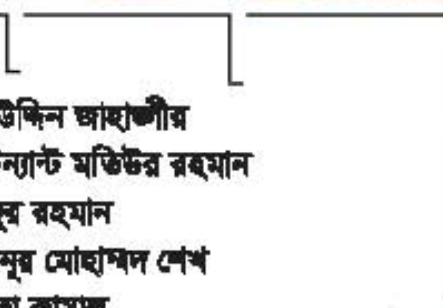 উদ্দিন জাহাঙ্গীর
ন্যান্ট মতিউর রহমান
রহমান
মোহাম্মদ শেখ